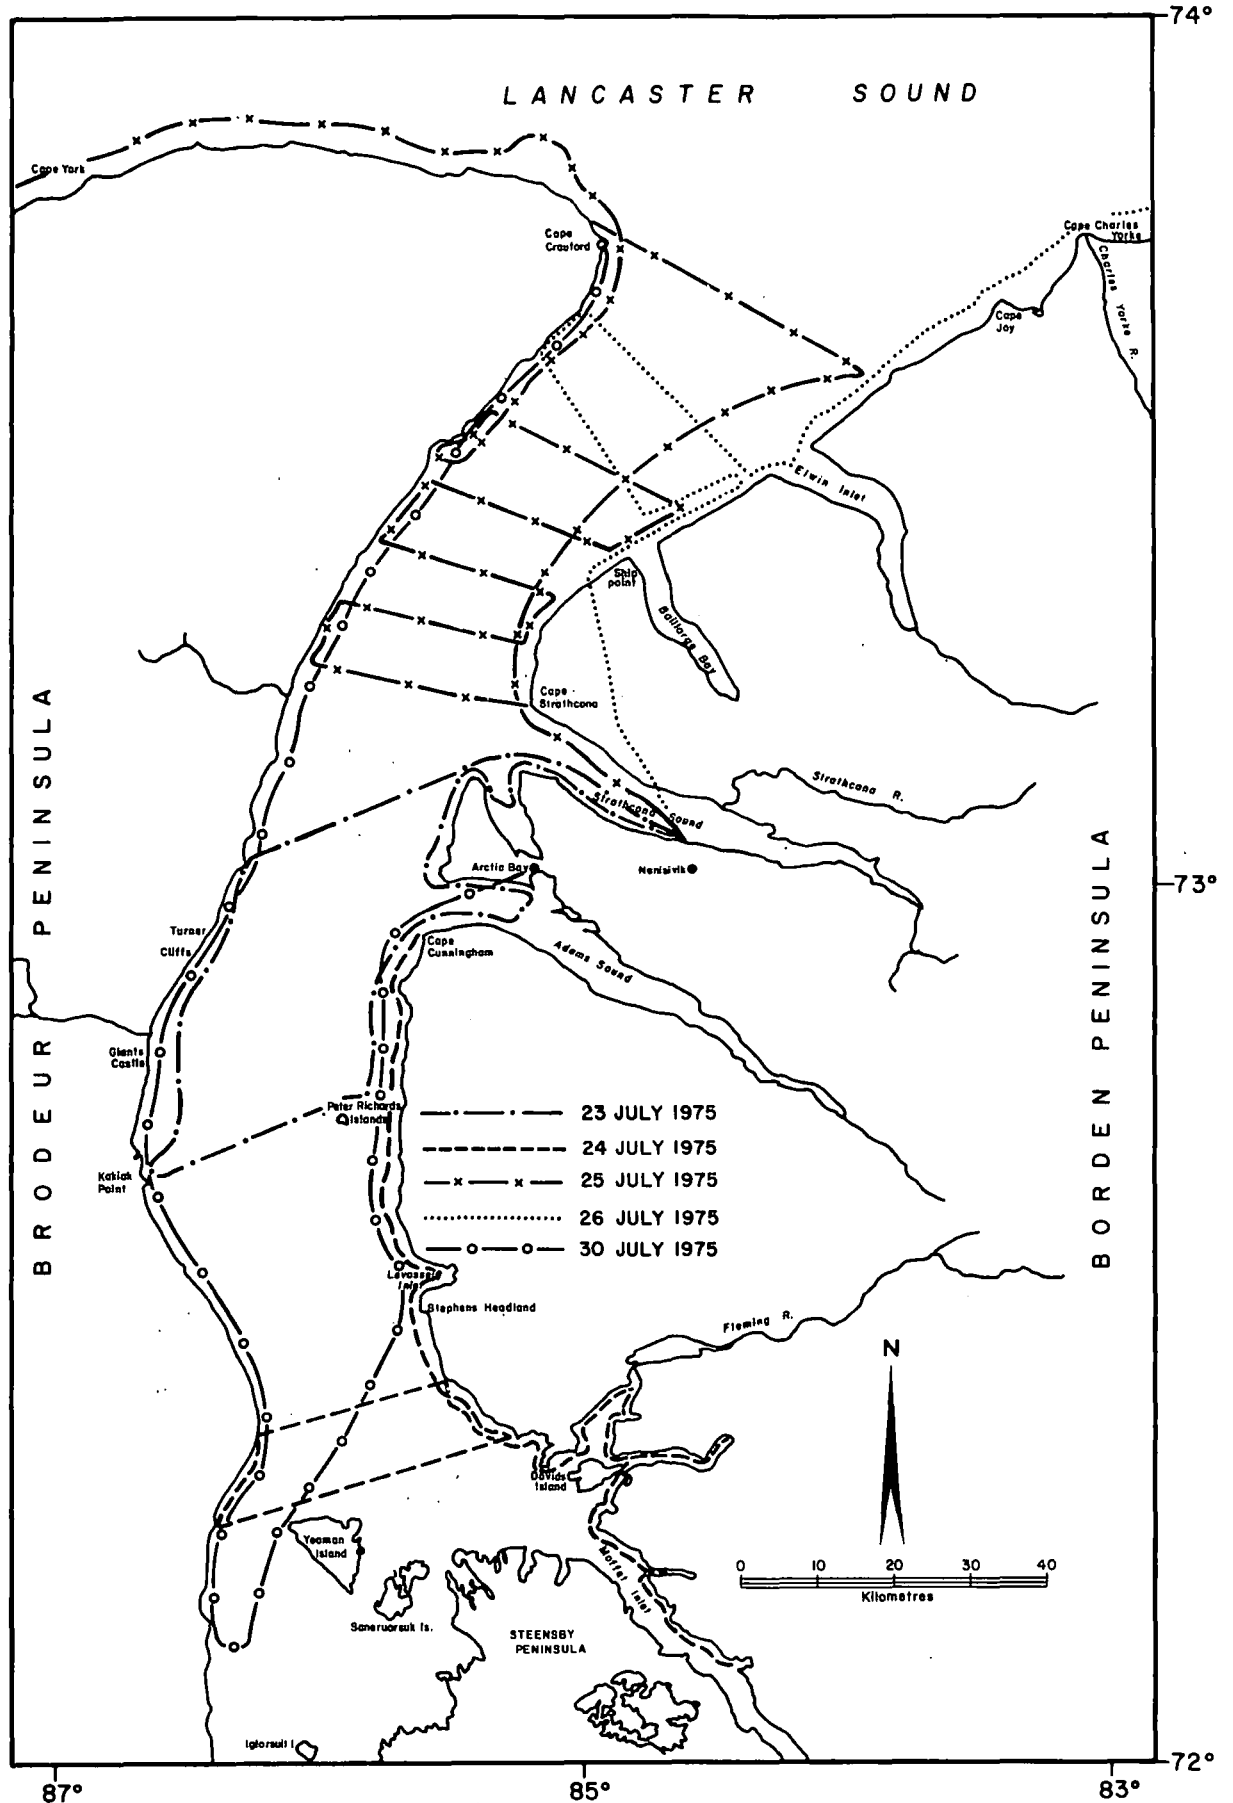 74°
LANCASTER SOUND
Cape York
Cape
Crauford
Cape Charles
Yorke
Charles Yorke R.
Cape
Joy
Elwin Inlet
Ship
point
Baillarge Bay
Cape
Strathcona
Strathcona R.
Strathcona Sound
BRODEUR PENINSULA
BORDEN PENINSULA
Arctic Bay
Nanisivik
73°
Turner
Cliffs
Cape
Cunningham
Adams Sound
Giants
Castle
Peter Richards
Islands
23 JULY 1975
24 JULY 1975
25 JULY 1975
26 JULY 1975
30 JULY 1975
Kakiak
Point
Levasseur
Inlet
Stephens Headland
Fleming R.
N
Davids
Island
Yeoman
Island
Moffet Inlet
0 10 20 30 40
Kilometres
Saneruarsuk Is.
STEENSBY
PENINSULA
Iglorsuit I.
72°
87° 85° 83°